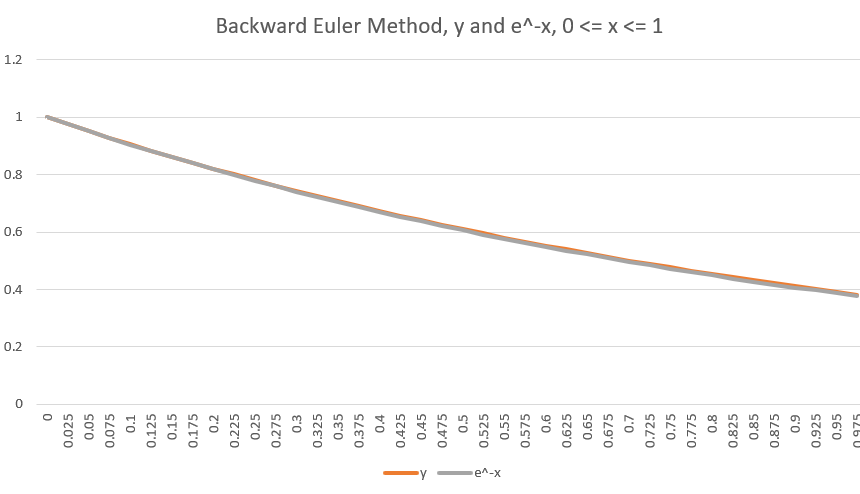 Backward Euler Method, y and e^-x, 0 <= x <= 1
1.2
1
0.8
0.6
0.4
0.2
0
0 0.025 0.05 0.075 0.1 0.125 0.15 0.175 0.2 0.225 0.25 0.275 0.3 0.325 0.35 0.375 0.4 0.425 0.45 0.475 0.5 0.525 0.55 0.575 0.6 0.625 0.65 0.675 0.7 0.725 0.75 0.775 0.8 0.825 0.85 0.875 0.9 0.925 0.95 0.975
y e^-x